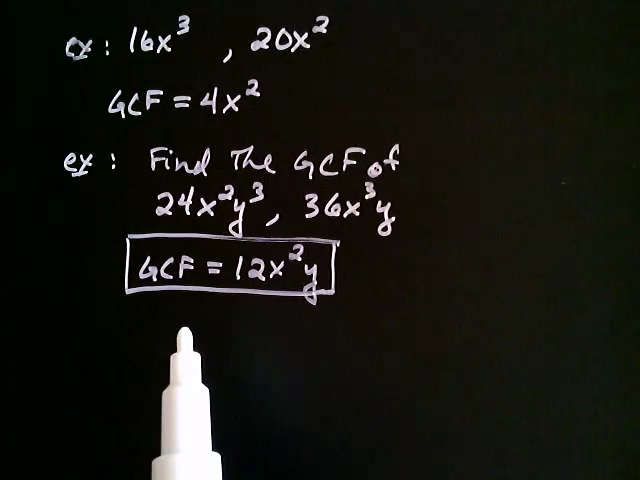 ex: 16x³, 20x²
GCF = 4x²
ex: Find The GCF of
24x²y³, 36x³y
GCF = 12x²y